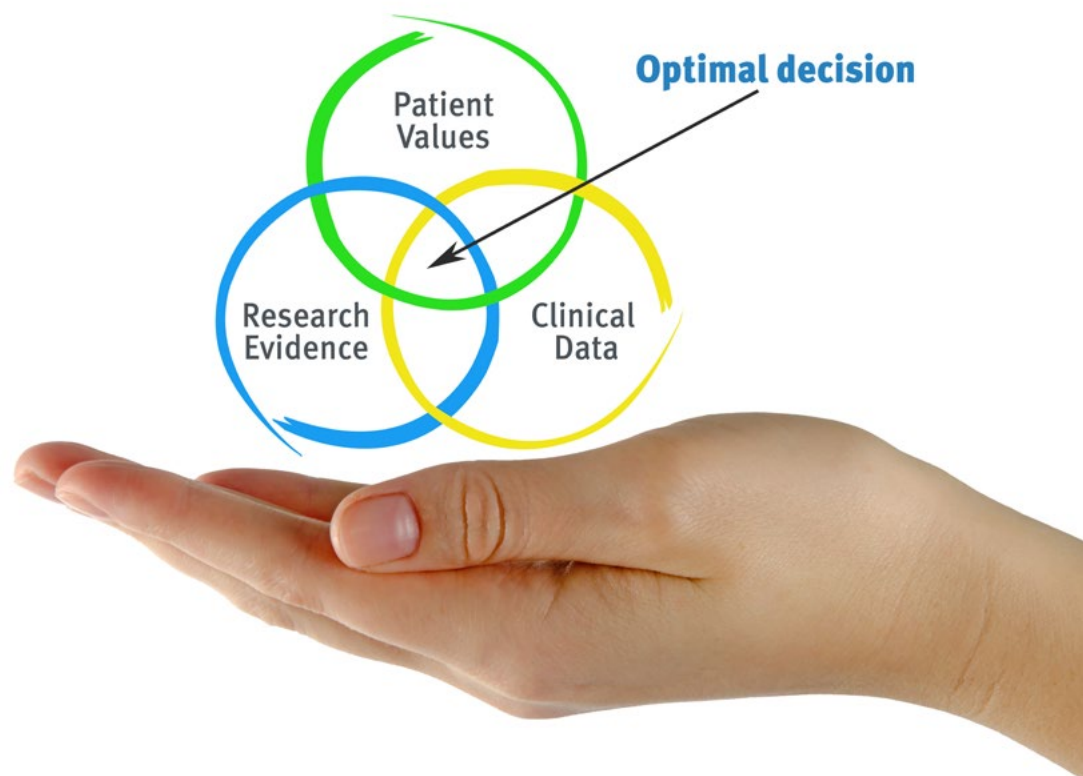 Optimal decision
Patient
Values
Research
Evidence
Clinical
Data